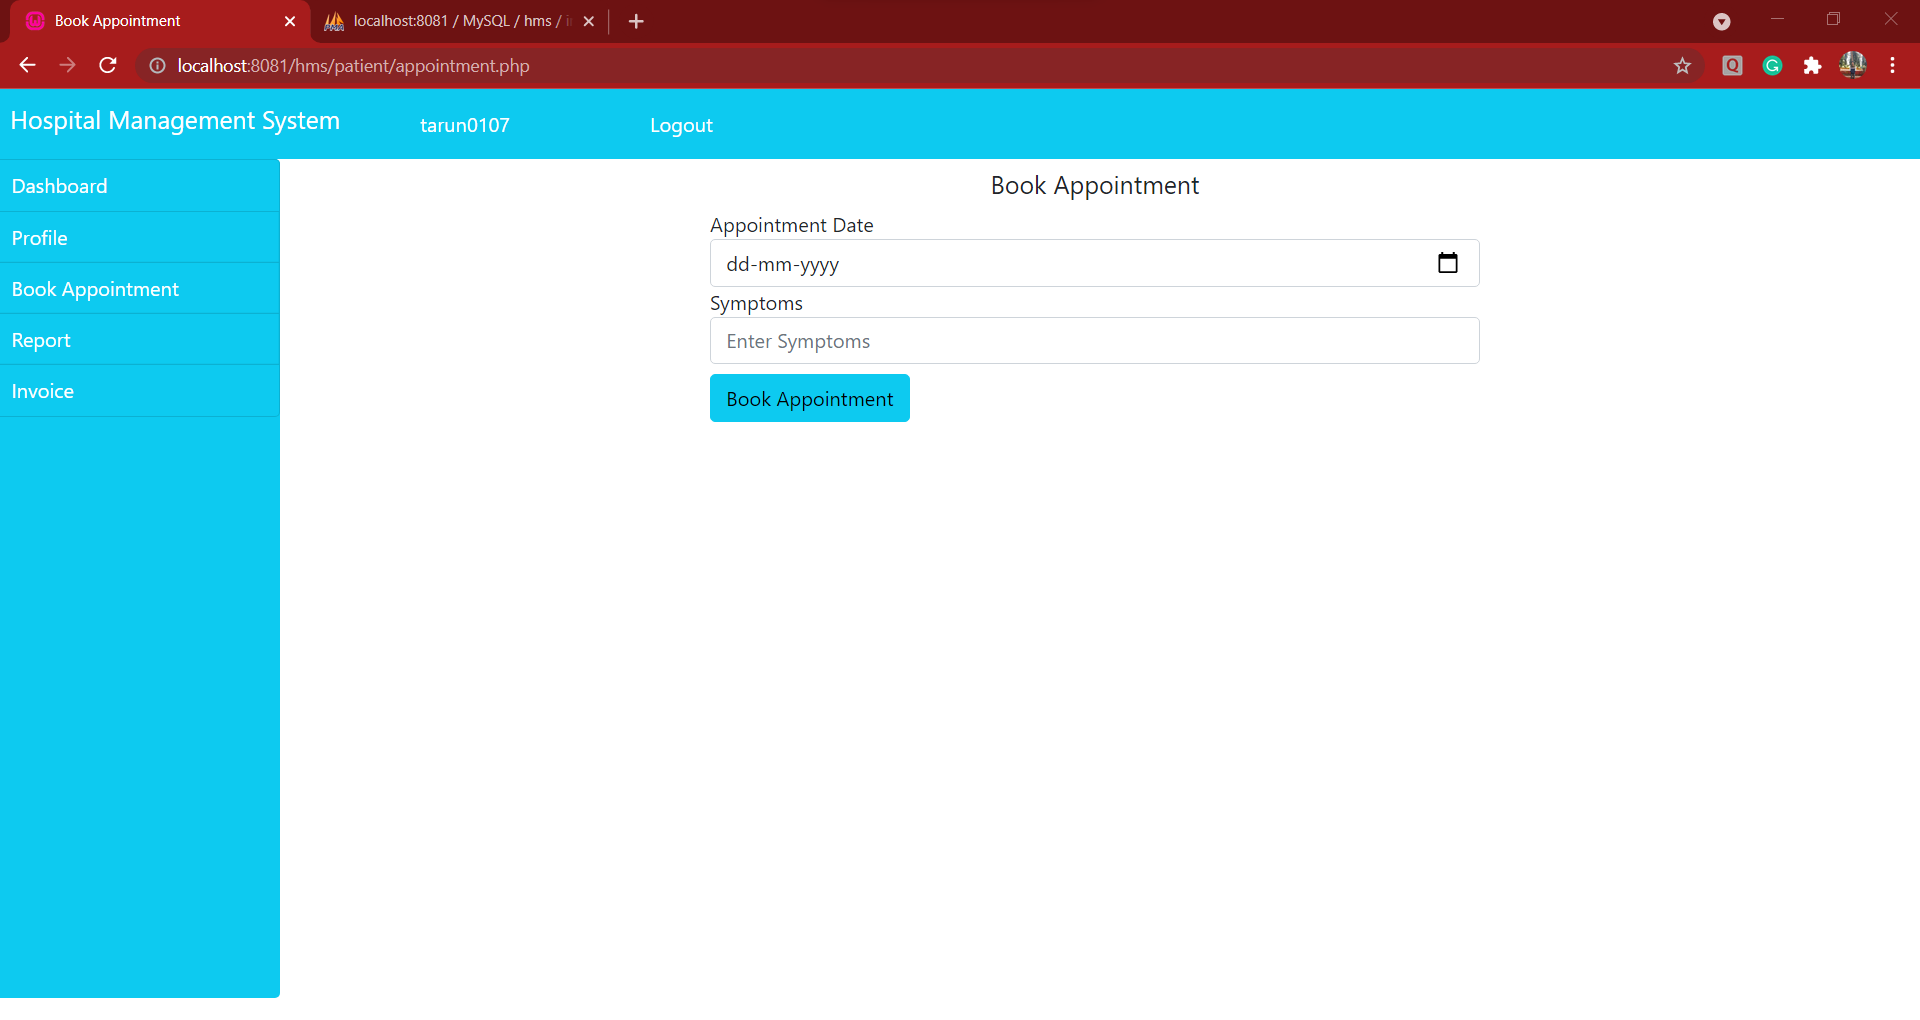 Book Appointment
localhost:8081 / MySQL / hms /
localhost:8081/hms/patient/appointment.php
Hospital Management System
tarun0107
Logout
Dashboard
Profile
Book Appointment
Report
Invoice
Book Appointment
Appointment Date
dd-mm-yyyy
Symptoms
Enter Symptoms
Book Appointment